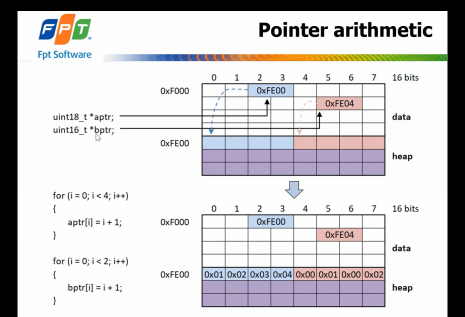 FPT.
Fpt Software
Pointer arithmetic
0 1 2 3 4 5 6 7 16 bits
0xF000 0xFE00
0xFE04
uint18_t *aptr;
data
uint16_t *bptr;
0xFE00
heap
for (i = 0; i < 4; i++)
{
aptr[i] = i + 1;
}
for (i = 0; i < 2; i++)
{
bptr[i] = i + 1;
}
0 1 2 3 4 5 6 7 16 bits
0xF000 0xFE00
0xFE04
data
0xFE00 0x01 0x02 0x03 0x04 0x00 0x01 0x00 0x02
heap